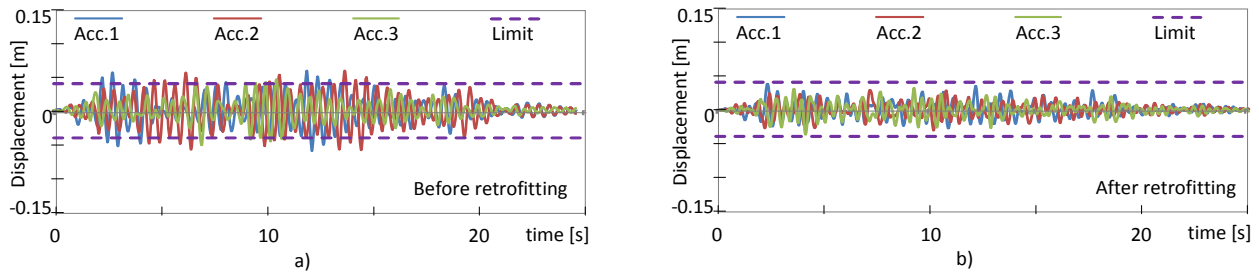 0.15
Acc.1 Acc.2 Acc.3 Limit
Displacement [m]
0
Before retrofitting
-0.15
0 10 20 time [s]
a)
0.15
Acc.1 Acc.2 Acc.3 Limit
Displacement [m]
0
After retrofitting
-0.15
0 10 20 time [s]
b)